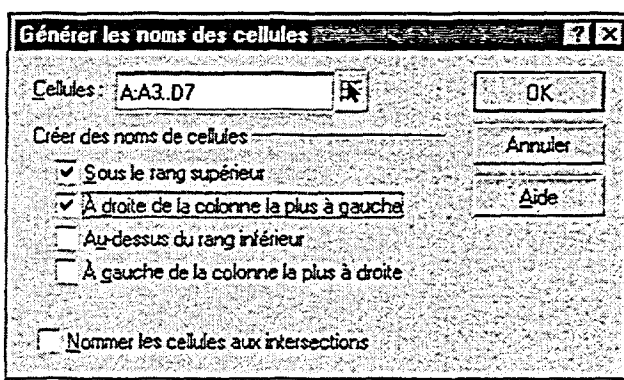 Générer les noms des cellules
Cellules : A:A3..D7
OK
Créer des noms de cellules
Annuler
Sous le rang supérieur
À droite de la colonne la plus à gauche
Aide
Au-dessus du rang inférieur
À gauche de la colonne la plus à droite
Nommer les cellules aux intersections